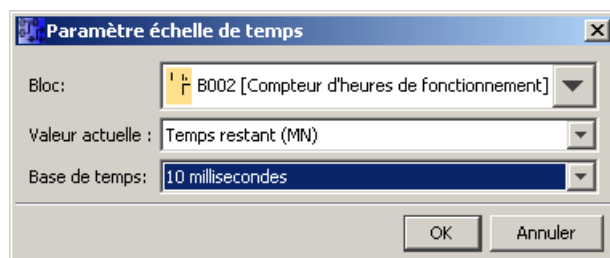 Paramètre échelle de temps
Bloc: B002 [Compteur d'heures de fonctionnement]
Valeur actuelle : Temps restant (MN)
Base de temps: 10 millisecondes
OK Annuler